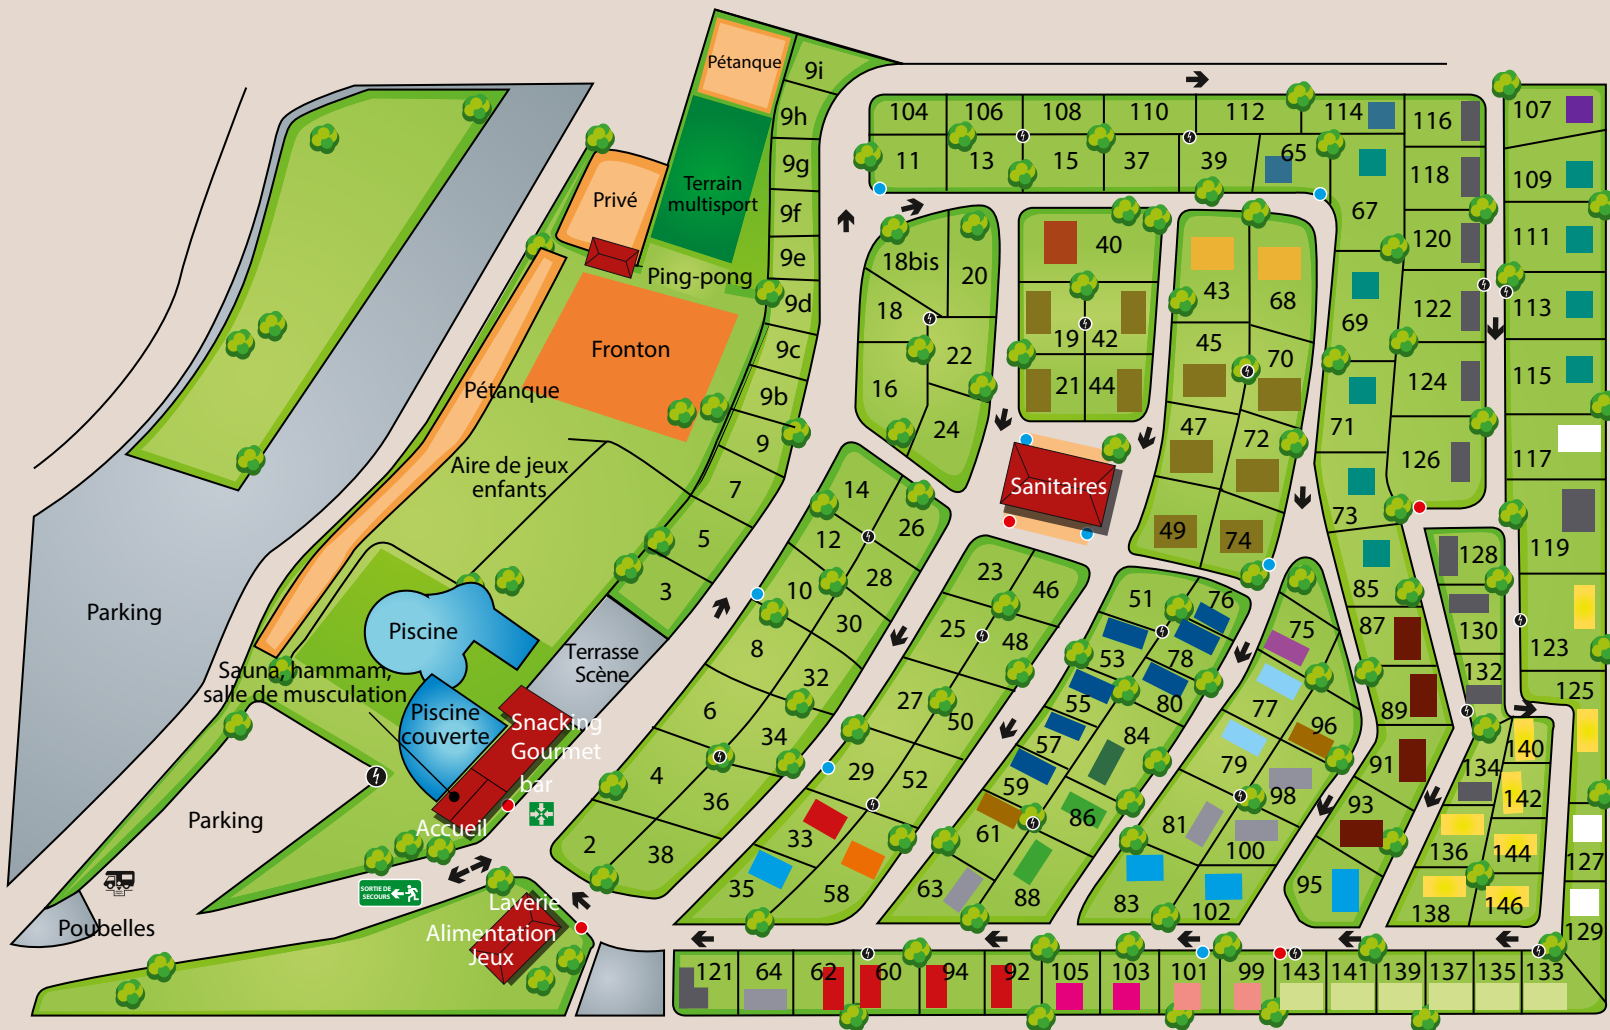 Pétanque
9i
9h
9g
9f
9e
9d
9c
9b
9
7
5
3
Privé
Terrain
multisport
Ping-pong
Fronton
Pétanque
Aire de jeux
enfants
Parking
Piscine
Sauna, hammam,
salle de musculation
Piscine
couverte
Terrasse
Scène
Snacking
Gourmet
bar
Accueil
Parking
SORTIE DE
SECOURS
Poubelles
Laverie
Alimentation
Jeux
104 106 108 110 112 114 116
11 13 15 37 39 65
118
67
120
122
69
124
71
126
73
107
109
111
113
115
117
119
123
125
127
129
18bis 20
18
22
16
24
40
19 42
21 44
43 68
45 70
47 72
49 74
Sanitaires
14
26
12
28
10
30
8
32
6
34
4
36
2
38
23 46
25 48
27
50
29 52
33
35 58
51 76
53 78
55 80
57 84
59
61 86
63 88
75
77 96
79
98
81
100
83 102
85
87
89
91
93
95
128
130
132
134
136
138
140
142
144
146
121 64 62 60 94 92 105 103 101 99 143 141 139 137 135 133